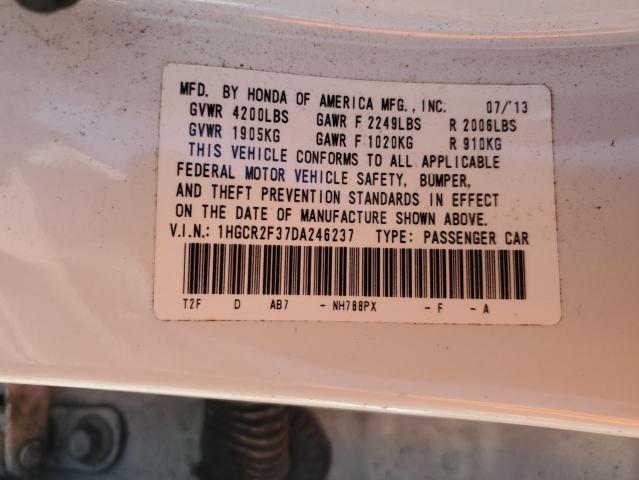 MFD. BY HONDA OF AMERICA MFG., INC. 07/'13
GVWR 4200LBS GAWR F 2249LBS R 2006LBS
GVWR 1905KG GAWR F 1020KG R 910KG
THIS VEHICLE CONFORMS TO ALL APPLICABLE
FEDERAL MOTOR VEHICLE SAFETY, BUMPER,
AND THEFT PREVENTION STANDARDS IN EFFECT
ON THE DATE OF MANUFACTURE SHOWN ABOVE.
V.I.N.: 1HGCR2F37DA246237 TYPE: PASSENGER CAR
T2F D AB7 - NH788PX - F - A